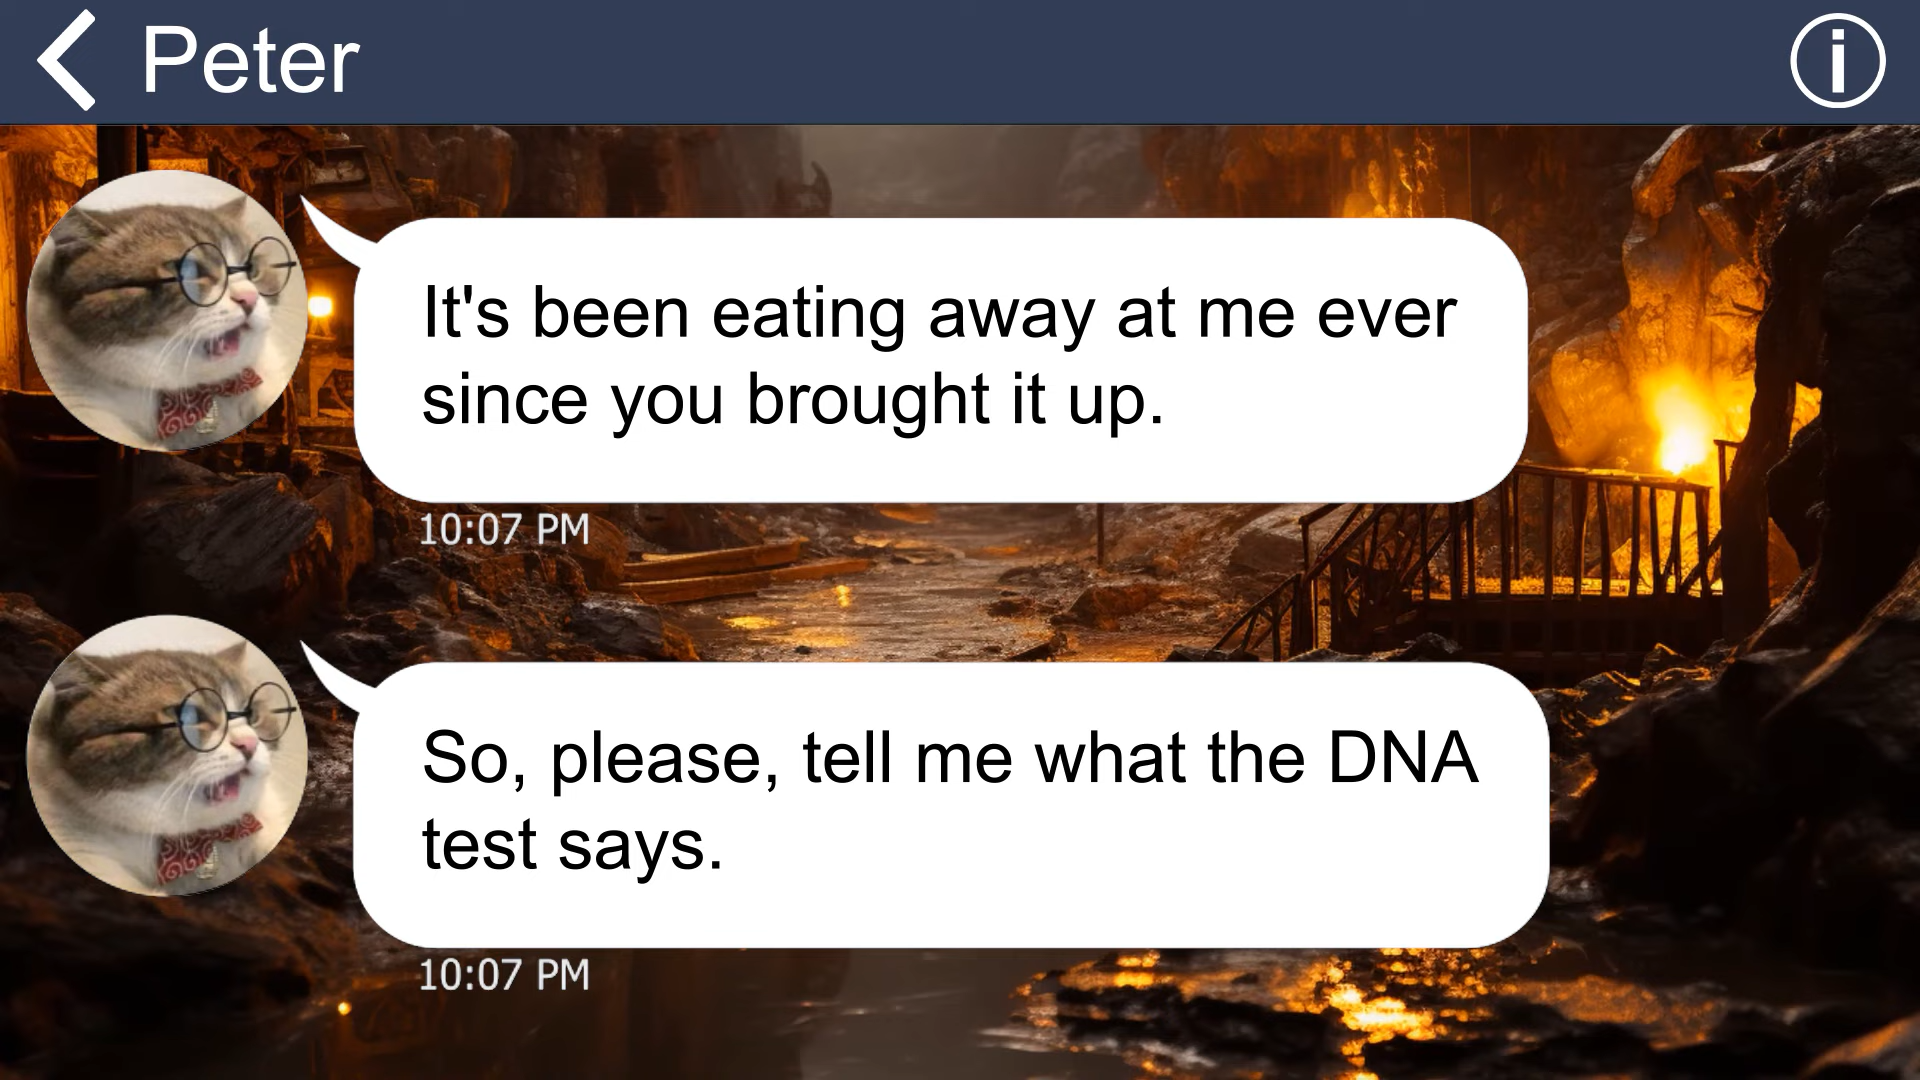 Peter
It's been eating away at me ever
since you brought it up.
10:07 PM
So, please, tell me what the DNA
test says.
10:07 PM